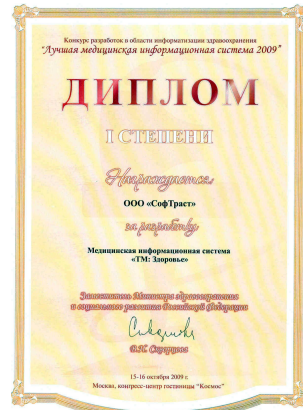 Конкурс разработок в области информатизации здравоохранения
"Лучшая медицинская информационная система 2009"
ДИПЛОМ
I СТЕПЕНИ
Награждается
ООО «СофТраст»
за разработку
Медицинская информационная система
«ТМ: Здоровье»
Заместитель Министра здравоохранения
и социального развития Российской Федерации
В.И. Скворцова
15-16 октября 2009 г.
Москва, конгресс-центр гостиницы "Космос"